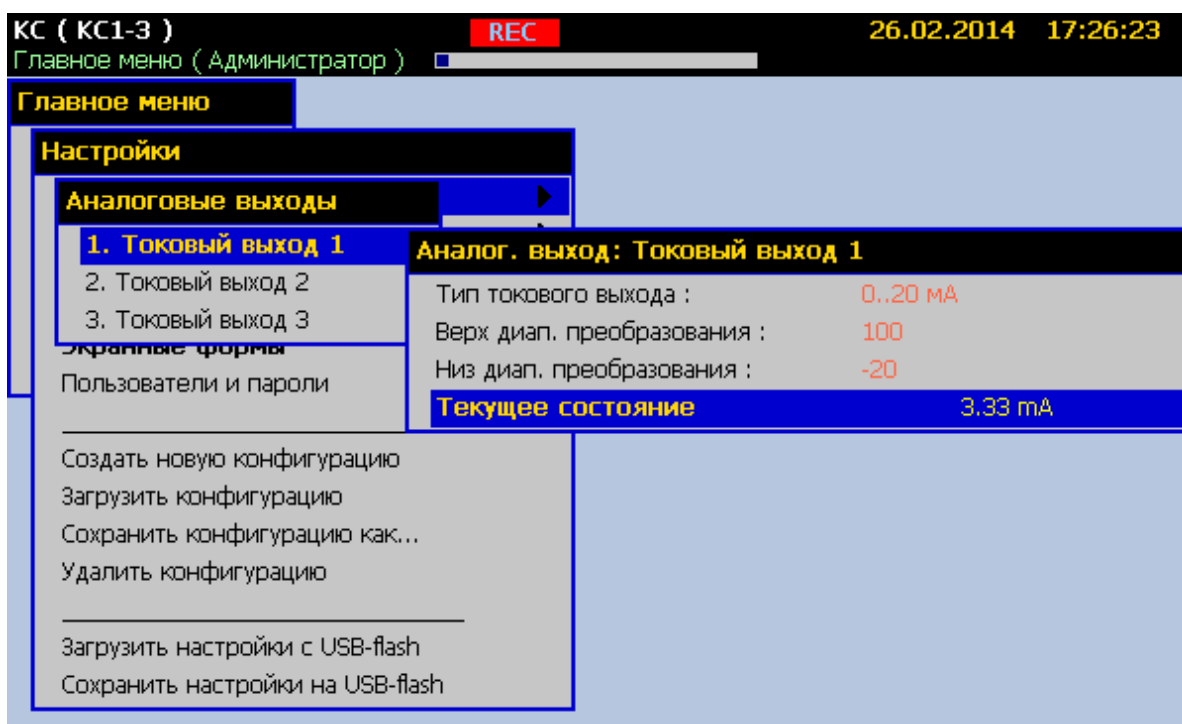 КС ( КС1-3 ) REC 26.02.2014 17:26:23
Главное меню ( Администратор )
Главное меню
Настройки
Аналоговые выходы
1. Токовый выход 1
2. Токовый выход 2
3. Токовый выход 3
Аналог. выход: Токовый выход 1
Тип токового выхода : 0..20 мА
Верх диап. преобразования : 100
Низ диап. преобразования : -20
Текущее состояние 3.33 mA
Экранные формы
Пользователи и пароли
Создать новую конфигурацию
Загрузить конфигурацию
Сохранить конфигурацию как...
Удалить конфигурацию
Загрузить настройки с USB-flash
Сохранить настройки на USB-flash